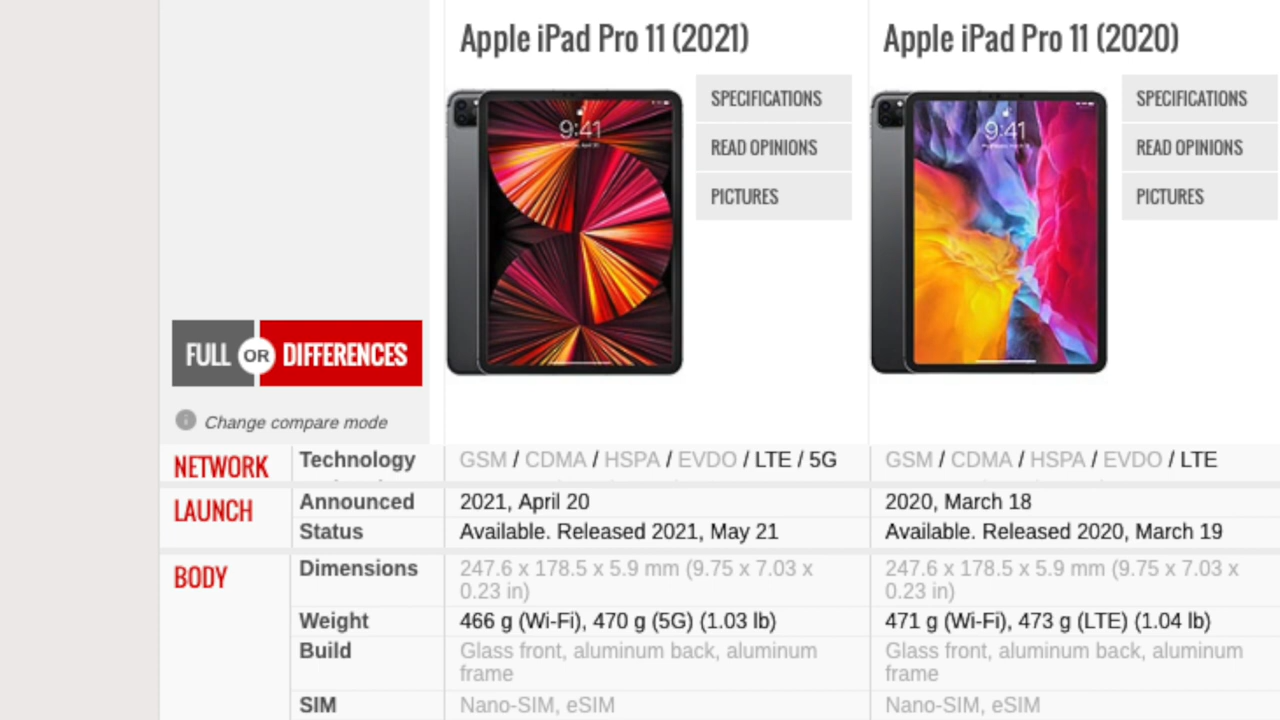 Apple iPad Pro 11 (2021)
Apple iPad Pro 11 (2020)
SPECIFICATIONS
READ OPINIONS
PICTURES
SPECIFICATIONS
READ OPINIONS
PICTURES
9:41
9:41
FULL OR DIFFERENCES
Change compare mode
NETWORK Technology GSM / CDMA / HSPA / EVDO / LTE / 5G GSM / CDMA / HSPA / EVDO / LTE
LAUNCH Announced 2021, April 20 2020, March 18
Status Available. Released 2021, May 21 Available. Released 2020, March 19
BODY Dimensions 247.6 x 178.5 x 5.9 mm (9.75 x 7.03 x 247.6 x 178.5 x 5.9 mm (9.75 x 7.03 x
0.23 in) 0.23 in)
Weight 466 g (Wi-Fi), 470 g (5G) (1.03 lb) 471 g (Wi-Fi), 473 g (LTE) (1.04 lb)
Build Glass front, aluminum back, aluminum Glass front, aluminum back, aluminum
frame frame
SIM Nano-SIM, eSIM Nano-SIM, eSIM